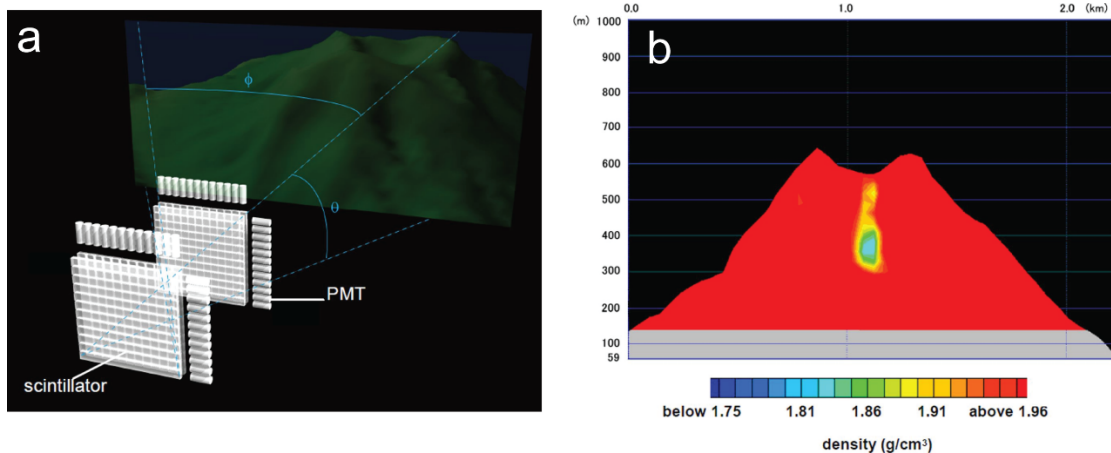 a
ϕ
θ
PMT
scintillator
b
0.0 1.0 2.0 (km)
(m)
1000
900
800
700
600
500
400
300
200
100
59
below 1.75 1.81 1.86 1.91 above 1.96
density (g/cm³)